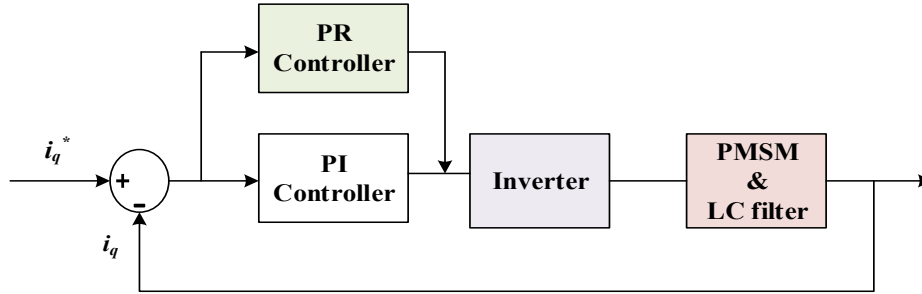 PR
Controller
i_q^*
+
-
i_q
PI
Controller
Inverter
PMSM
&
LC filter